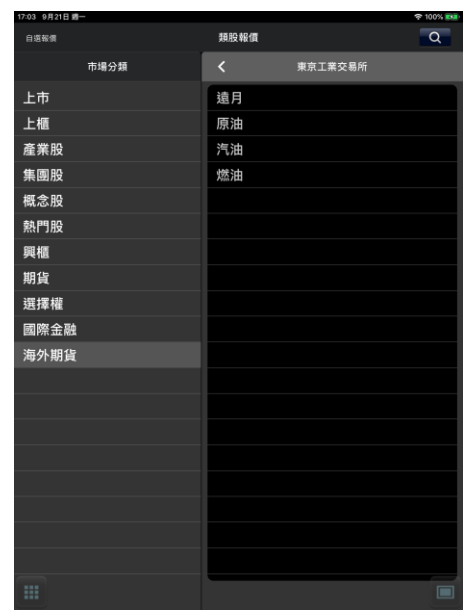 17:03 9月21日 週一
100%
自選報價
類股報價
市場分類
東京工業交易所
上市
上櫃
產業股
集團股
概念股
熱門股
興櫃
期貨
選擇權
國際金融
海外期貨
遠月
原油
汽油
燃油